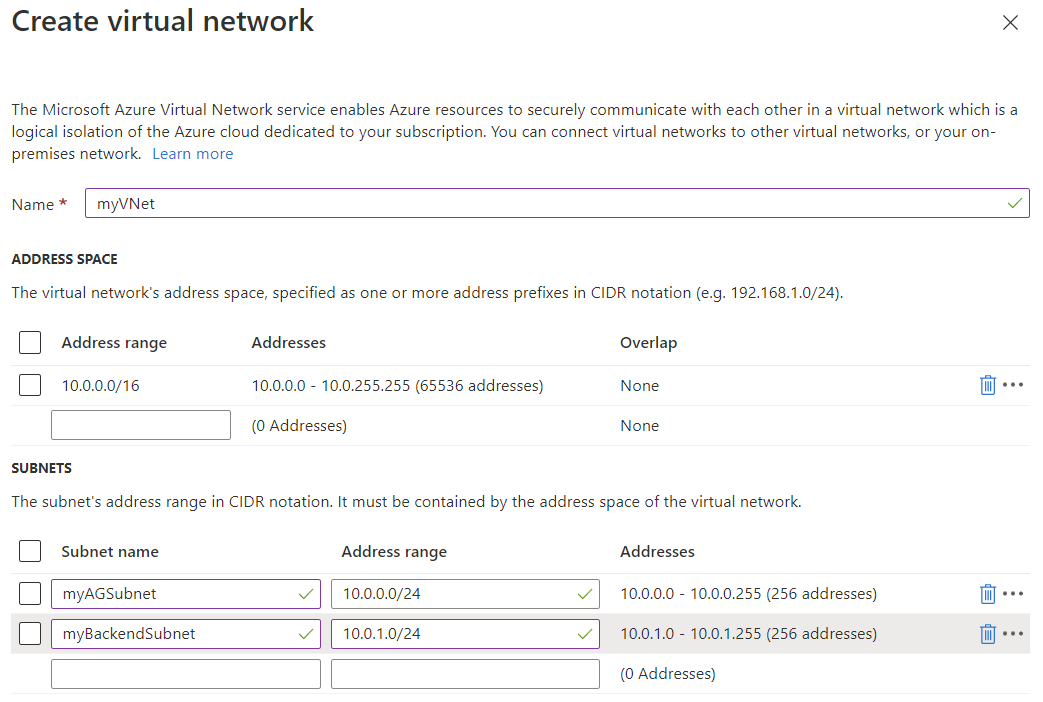 Create virtual network
The Microsoft Azure Virtual Network service enables Azure resources to securely communicate with each other in a virtual network which is a
logical isolation of the Azure cloud dedicated to your subscription. You can connect virtual networks to other virtual networks, or your on-
premises network. Learn more
Name * myVNet
ADDRESS SPACE
The virtual network's address space, specified as one or more address prefixes in CIDR notation (e.g. 192.168.1.0/24).
Address range Addresses Overlap
10.0.0.0/16 10.0.0.0 - 10.0.255.255 (65536 addresses) None
(0 Addresses) None
SUBNETS
The subnet's address range in CIDR notation. It must be contained by the address space of the virtual network.
Subnet name Address range Addresses
myAGSubnet 10.0.0.0/24 10.0.0.0 - 10.0.0.255 (256 addresses)
myBackendSubnet 10.0.1.0/24 10.0.1.0 - 10.0.1.255 (256 addresses)
(0 Addresses)